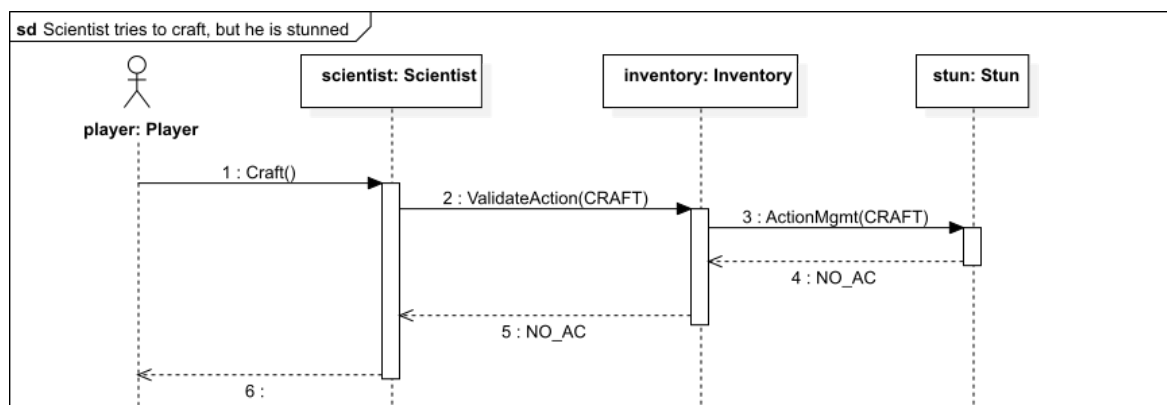 sd Scientist tries to craft, but he is stunned
scientist: Scientist
inventory: Inventory
stun: Stun
player: Player
1 : Craft()
2 : ValidateAction(CRAFT)
3 : ActionMgmt(CRAFT)
4 : NO_AC
5 : NO_AC
6 :